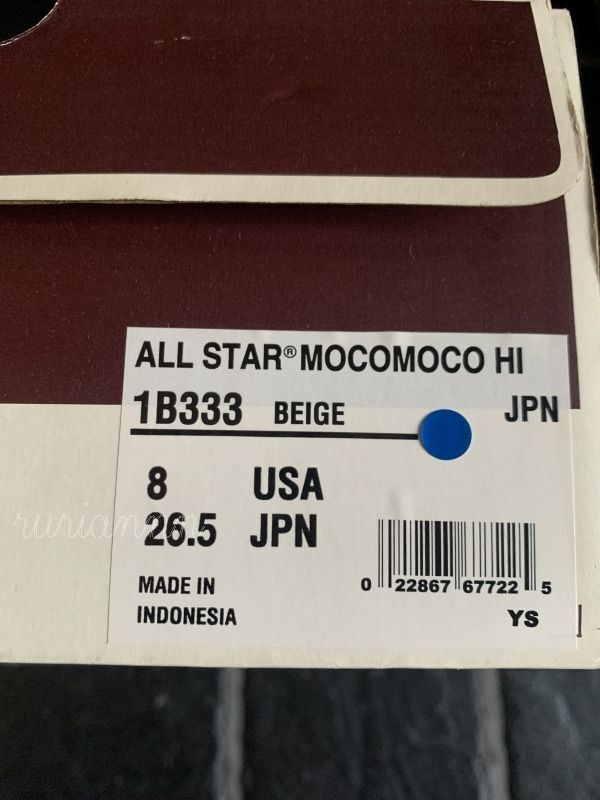 ALL STAR® MOCOMOCO HI
1B333 BEIGE JPN
8 USA
26.5 JPN
MADE IN
INDONESIA
0 22867 67722 5
YS